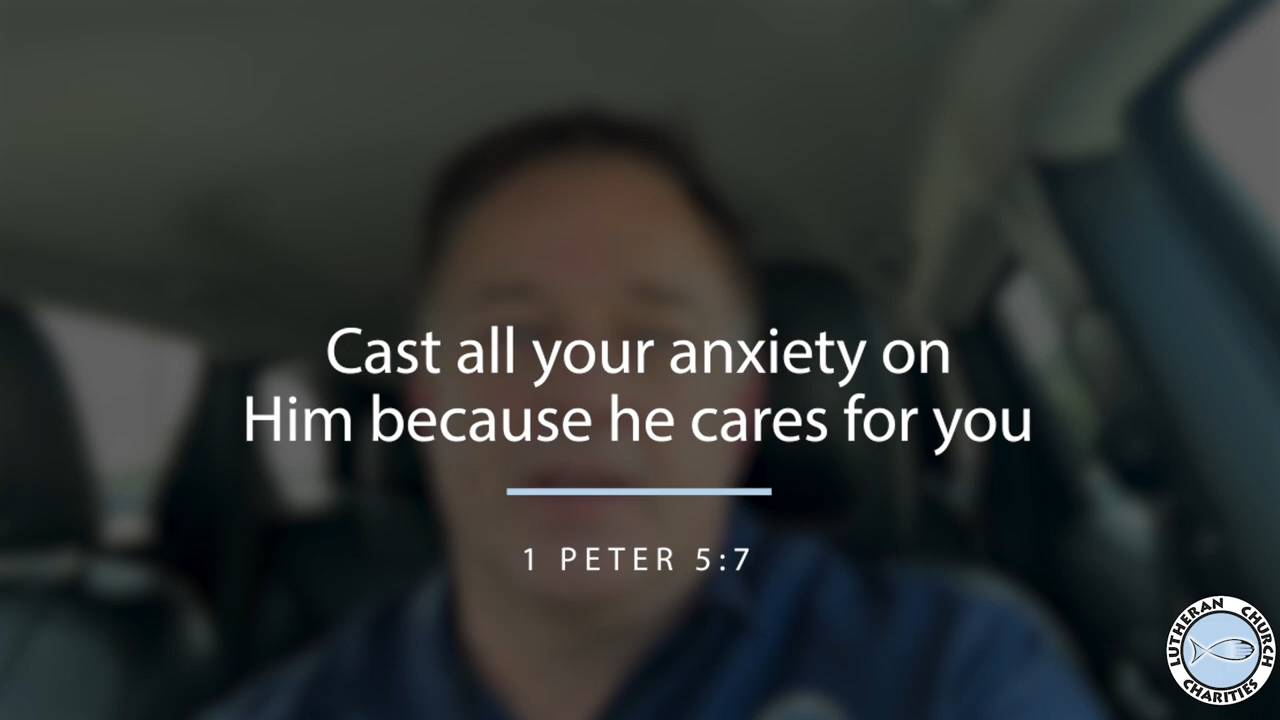 Cast all your anxiety on
Him because he cares for you
1 PETER 5:7
LUTHERAN CHURCH
CHARITIES